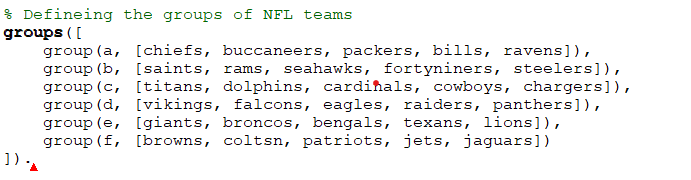 % Defineing the groups of NFL teams
groups([
    group(a, [chiefs, buccaneers, packers, bills, ravens]),
    group(b, [saints, rams, seahawks, fortyniners, steelers]),
    group(c, [titans, dolphins, cardinals, cowboys, chargers]),
    group(d, [vikings, falcons, eagles, raiders, panthers]),
    group(e, [giants, broncos, bengals, texans, lions]),
    group(f, [browns, coltsn, patriots, jets, jaguars])
]).